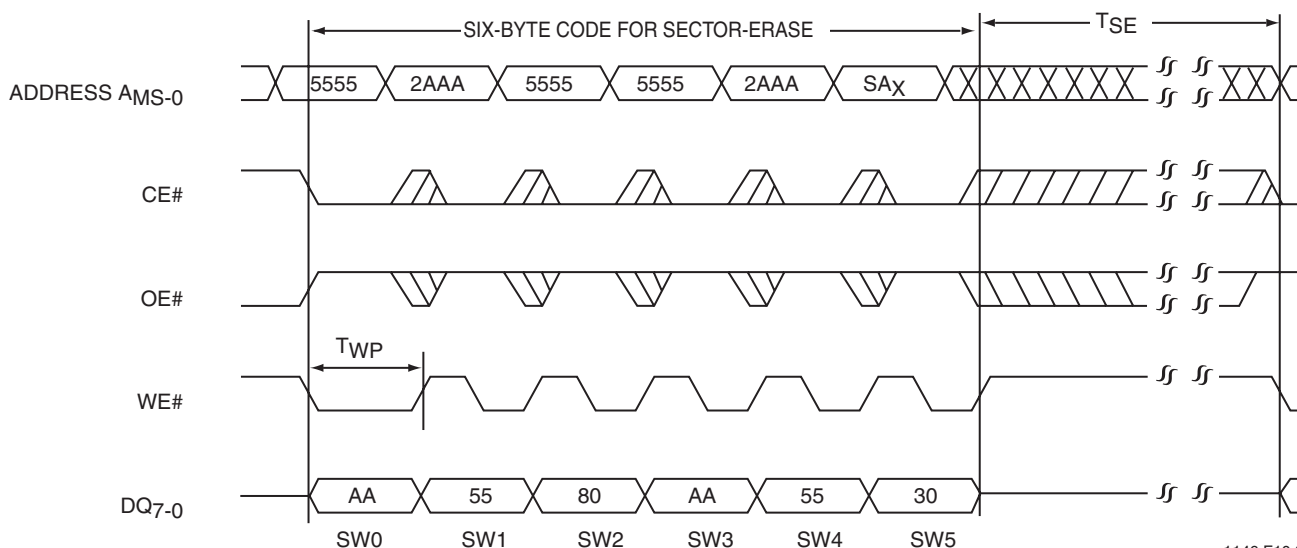 SIX-BYTE CODE FOR SECTOR-ERASE TSE
ADDRESS AMS-0 5555 2AAA 5555 5555 2AAA SAX
CE#
OE#
TWP
WE#
DQ7-0 AA 55 80 AA 55 30
SW0 SW1 SW2 SW3 SW4 SW5